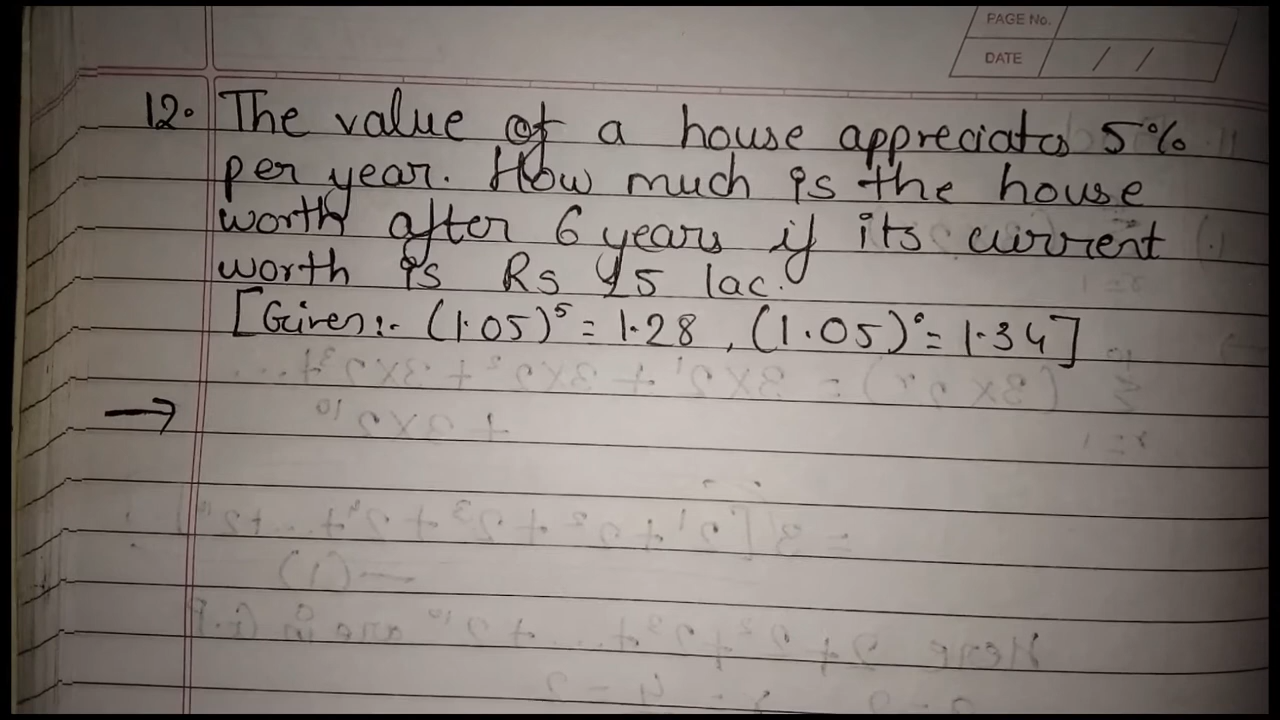 PAGE No.
DATE / /
12. The value of a house appreciates 5%
per year. How much is the house
worth after 6 years if its current
worth is Rs 15 lac.
[Given:- (1.05)⁵ = 1.28, (1.05)⁶ = 1.34]
→